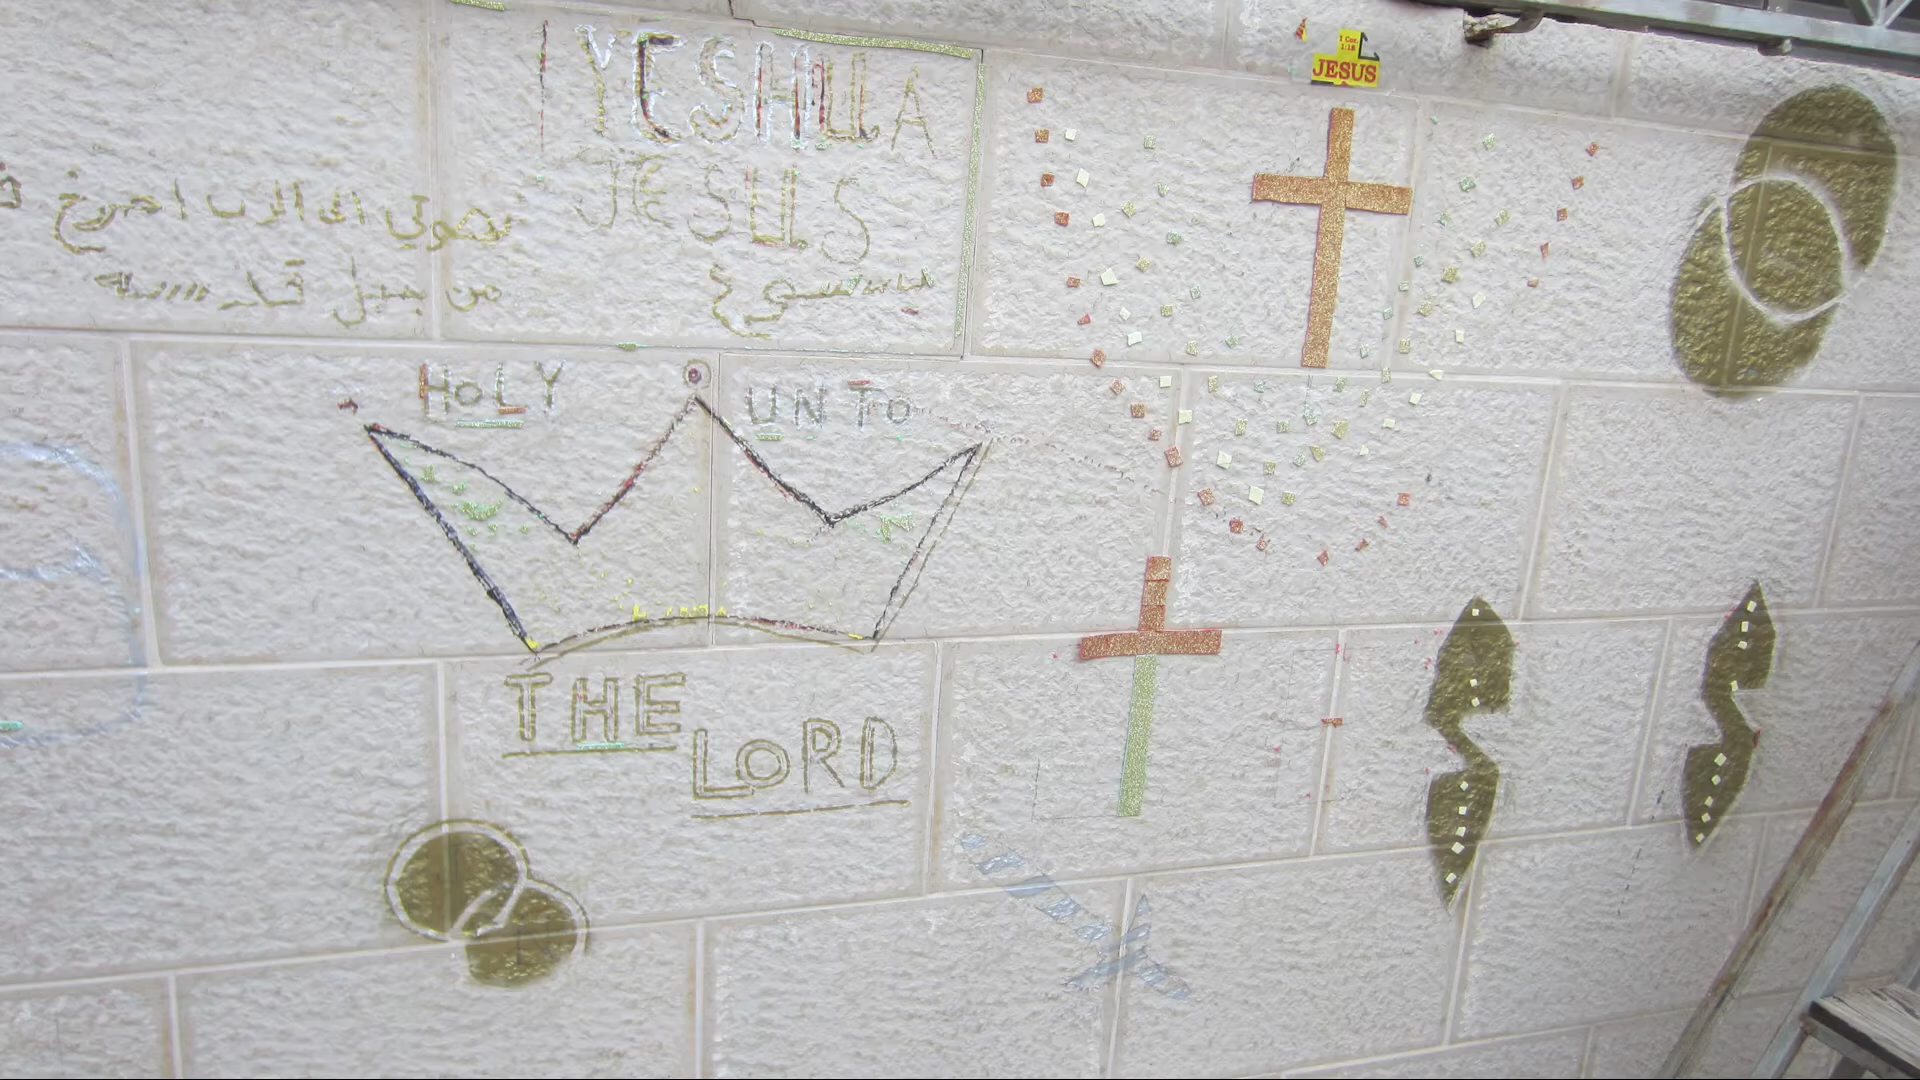 1 Cor.
1:18
JESUS
YESHUA
JESUS
يسوع
بصوتي الى الرب اصرخ
من جبل قدسه
HOLY UNTO
THE
LORD